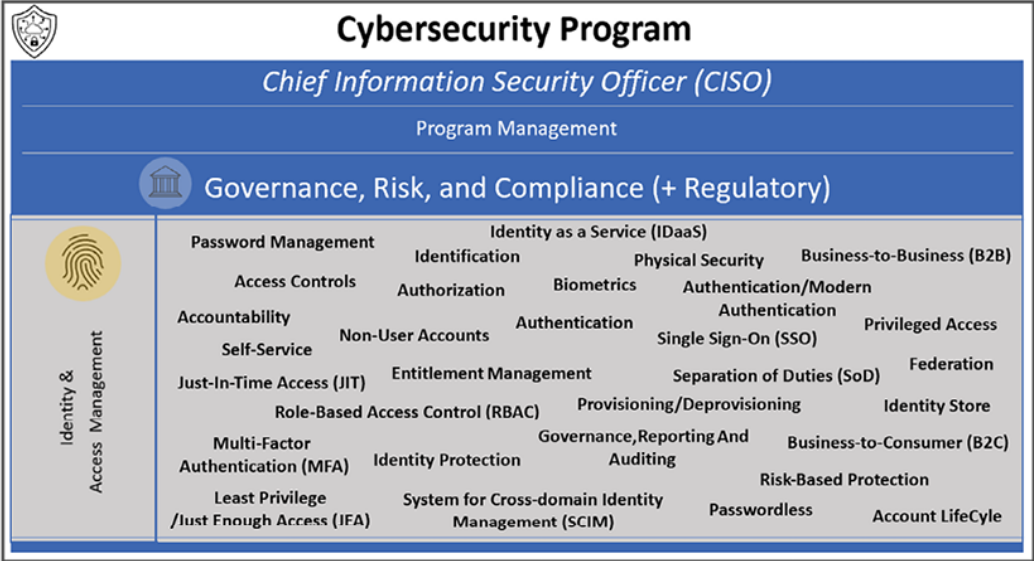 Cybersecurity Program
Chief Information Security Officer (CISO)
Program Management
Governance, Risk, and Compliance (+ Regulatory)
Identity &
Access Management
Identity as a Service (IDaaS)
Password Management
Identification
Physical Security
Business-to-Business (B2B)
Access Controls
Authorization
Biometrics
Authentication/Modern
Authentication
Accountability
Non-User Accounts
Authentication
Single Sign-On (SSO)
Privileged Access
Self-Service
Federation
Just-In-Time Access (JIT)
Entitlement Management
Separation of Duties (SoD)
Role-Based Access Control (RBAC)
Provisioning/Deprovisioning
Identity Store
Multi-Factor
Authentication (MFA)
Identity Protection
Governance,Reporting And
Auditing
Business-to-Consumer (B2C)
Risk-Based Protection
Least Privilege
/Just Enough Access (JEA)
System for Cross-domain Identity
Management (SCIM)
Passwordless
Account LifeCyle